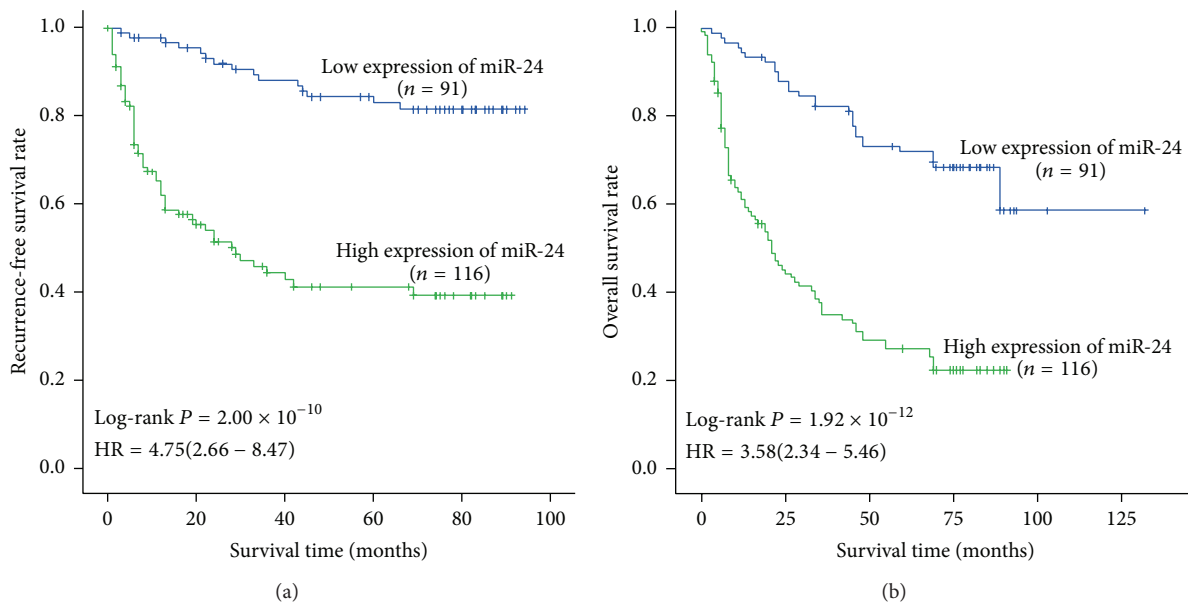 1.0
0.8
0.6
0.4
0.2
0.0
Recurrence-free survival rate
Low expression of miR-24
(n = 91)
High expression of miR-24
(n = 116)
Log-rank P = 2.00 × 10⁻¹⁰
HR = 4.75(2.66 − 8.47)
0 20 40 60 80 100
Survival time (months)
(a)
1.0
0.8
0.6
0.4
0.2
0.0
Overall survival rate
Low expression of miR-24
(n = 91)
High expression of miR-24
(n = 116)
Log-rank P = 1.92 × 10⁻¹²
HR = 3.58(2.34 − 5.46)
0 25 50 75 100 125
Survival time (months)
(b)